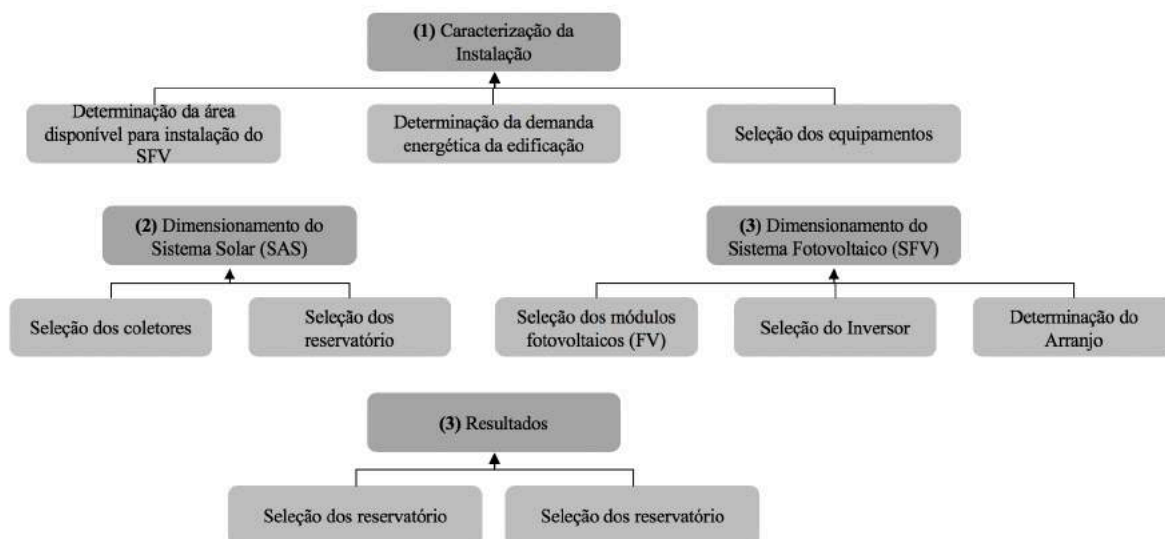 (1) Caracterização da
Instalação
Determinação da área
disponível para instalação do
SFV
Determinação da demanda
energética da edificação
Seleção dos equipamentos
(2) Dimensionamento do
Sistema Solar (SAS)
(3) Dimensionamento do
Sistema Fotovoltaico (SFV)
Seleção dos coletores
Seleção dos
reservatório
Seleção dos módulos
fotovoltaicos (FV)
Seleção do Inversor
Determinação do
Arranjo
(3) Resultados
Seleção dos reservatório
Seleção dos reservatório